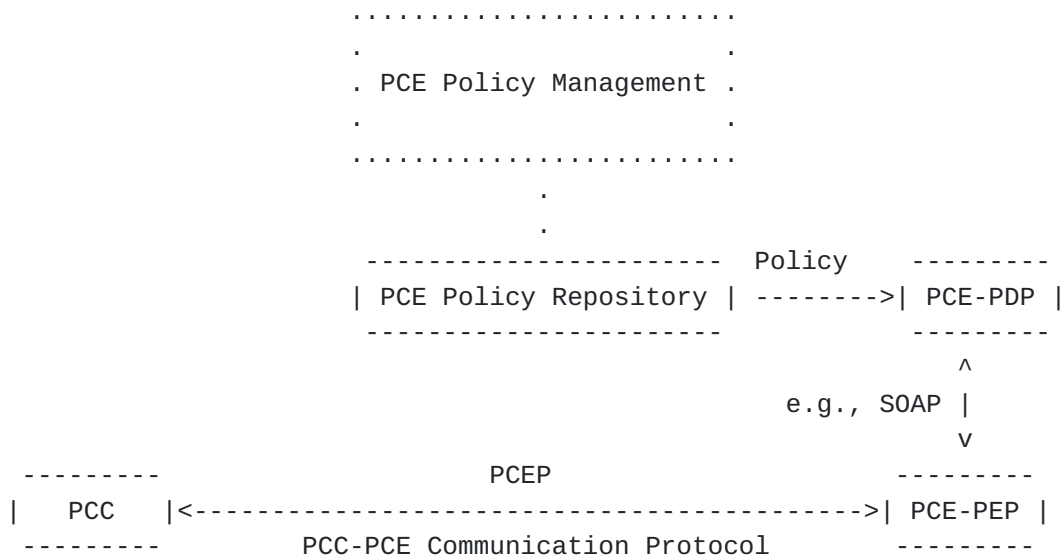 PCE Policy Management
Policy
PCE Policy Repository PCE-PDP
e.g., SOAP
PCEP
PCC PCE-PEP
PCC-PCE Communication Protocol